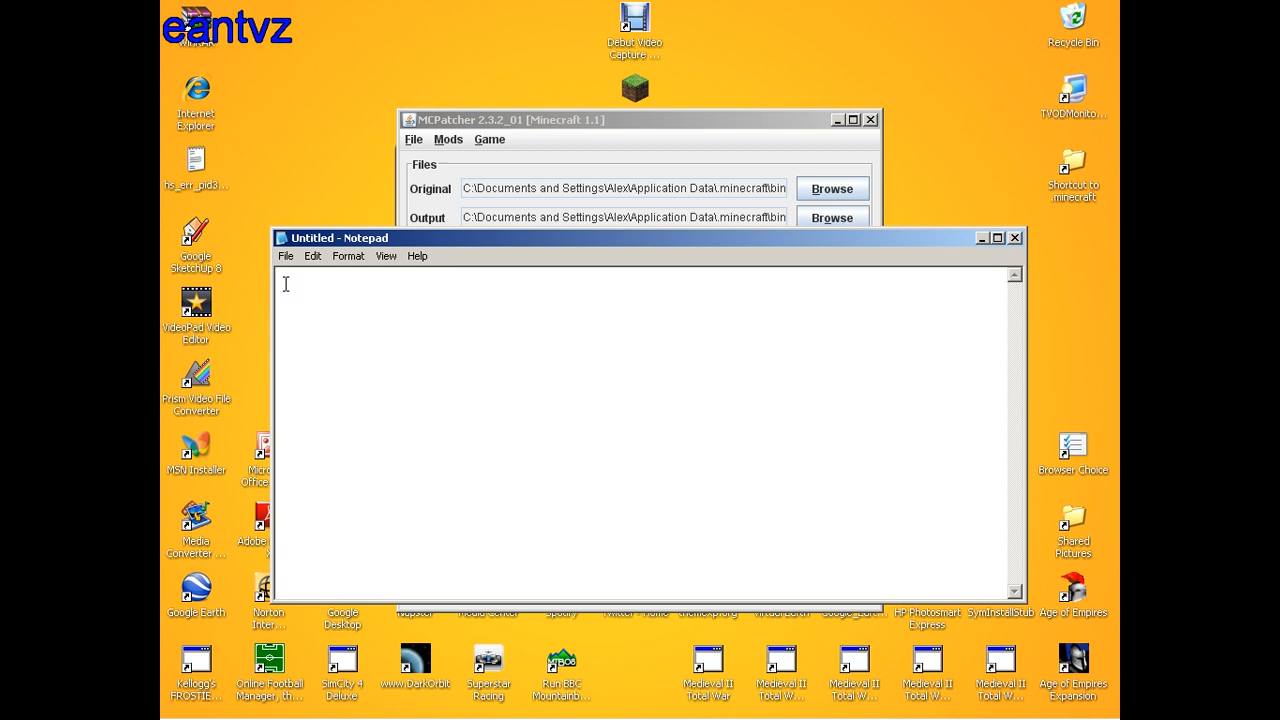 eantvz
Debut Video
Capture ...
Recycle Bin
Internet
Explorer
MCPatcher 2.3.2_01 [Minecraft 1.1]
TVODMonito...
File Mods Game
Files
hs_err_pid3...
Original C:\Documents and Settings\Alex\Application Data\.minecraft\bin Browse
Shortcut to
.minecraft
Output C:\Documents and Settings\Alex\Application Data\.minecraft\bin Browse
Untitled - Notepad
File Edit Format View Help
Google
SketchUp 8
VideoPad Video
Editor
Prism Video File
Converter
MSN Installer
Micro
Office
Browser Choice
Media
Converter ...
Adobe
Shared
Pictures
Google Earth
Norton
Inter...
Google
Desktop
HP Photosmart
Express
SymInstallStub
Age of Empires
Kellogg's
FROSTIE...
Online Football
Manager, th...
SimCity 4
Deluxe
www.DarkOrbit
Superstar
Racing
Run BBC
Mountainb...
Medieval II
Total War
Medieval II
Total W...
Medieval II
Total W...
Medieval II
Total W...
Medieval II
Total W...
Age of Empires
Expansion